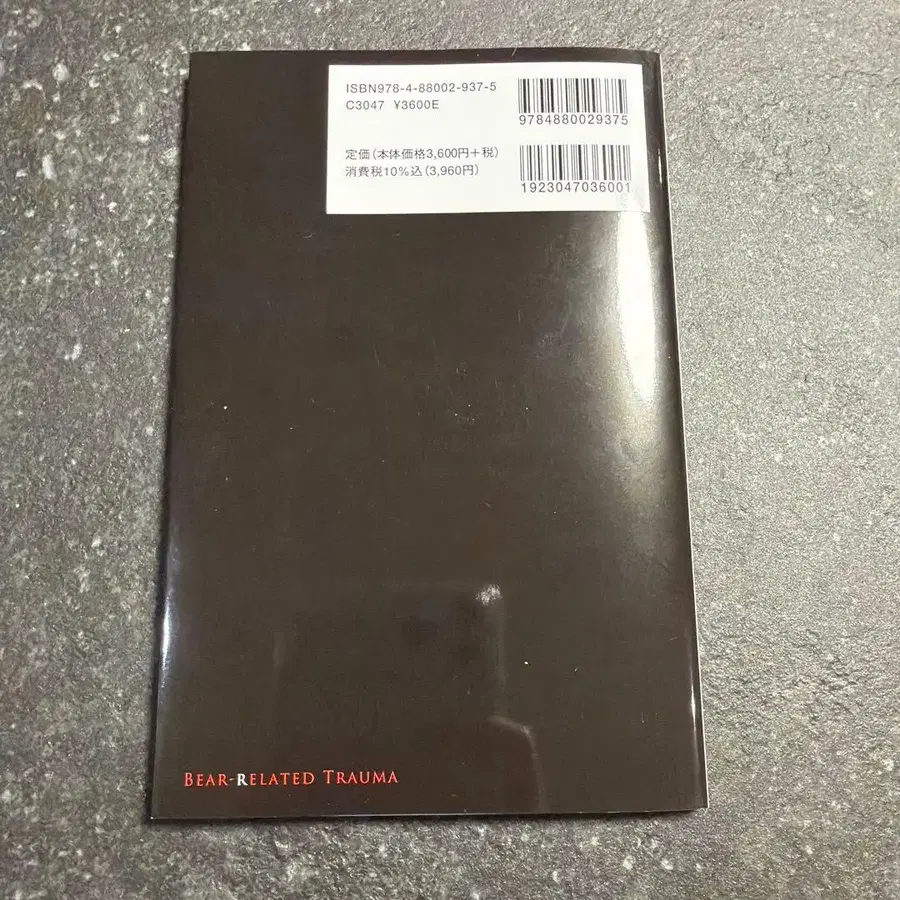 ISBN978-4-88002-937-5
C3047 ¥3600E
9784880029375
定価(本体価格3,600円+税)
消費税10%込(3,960円)
1923047036001
BEAR-RELATED TRAUMA